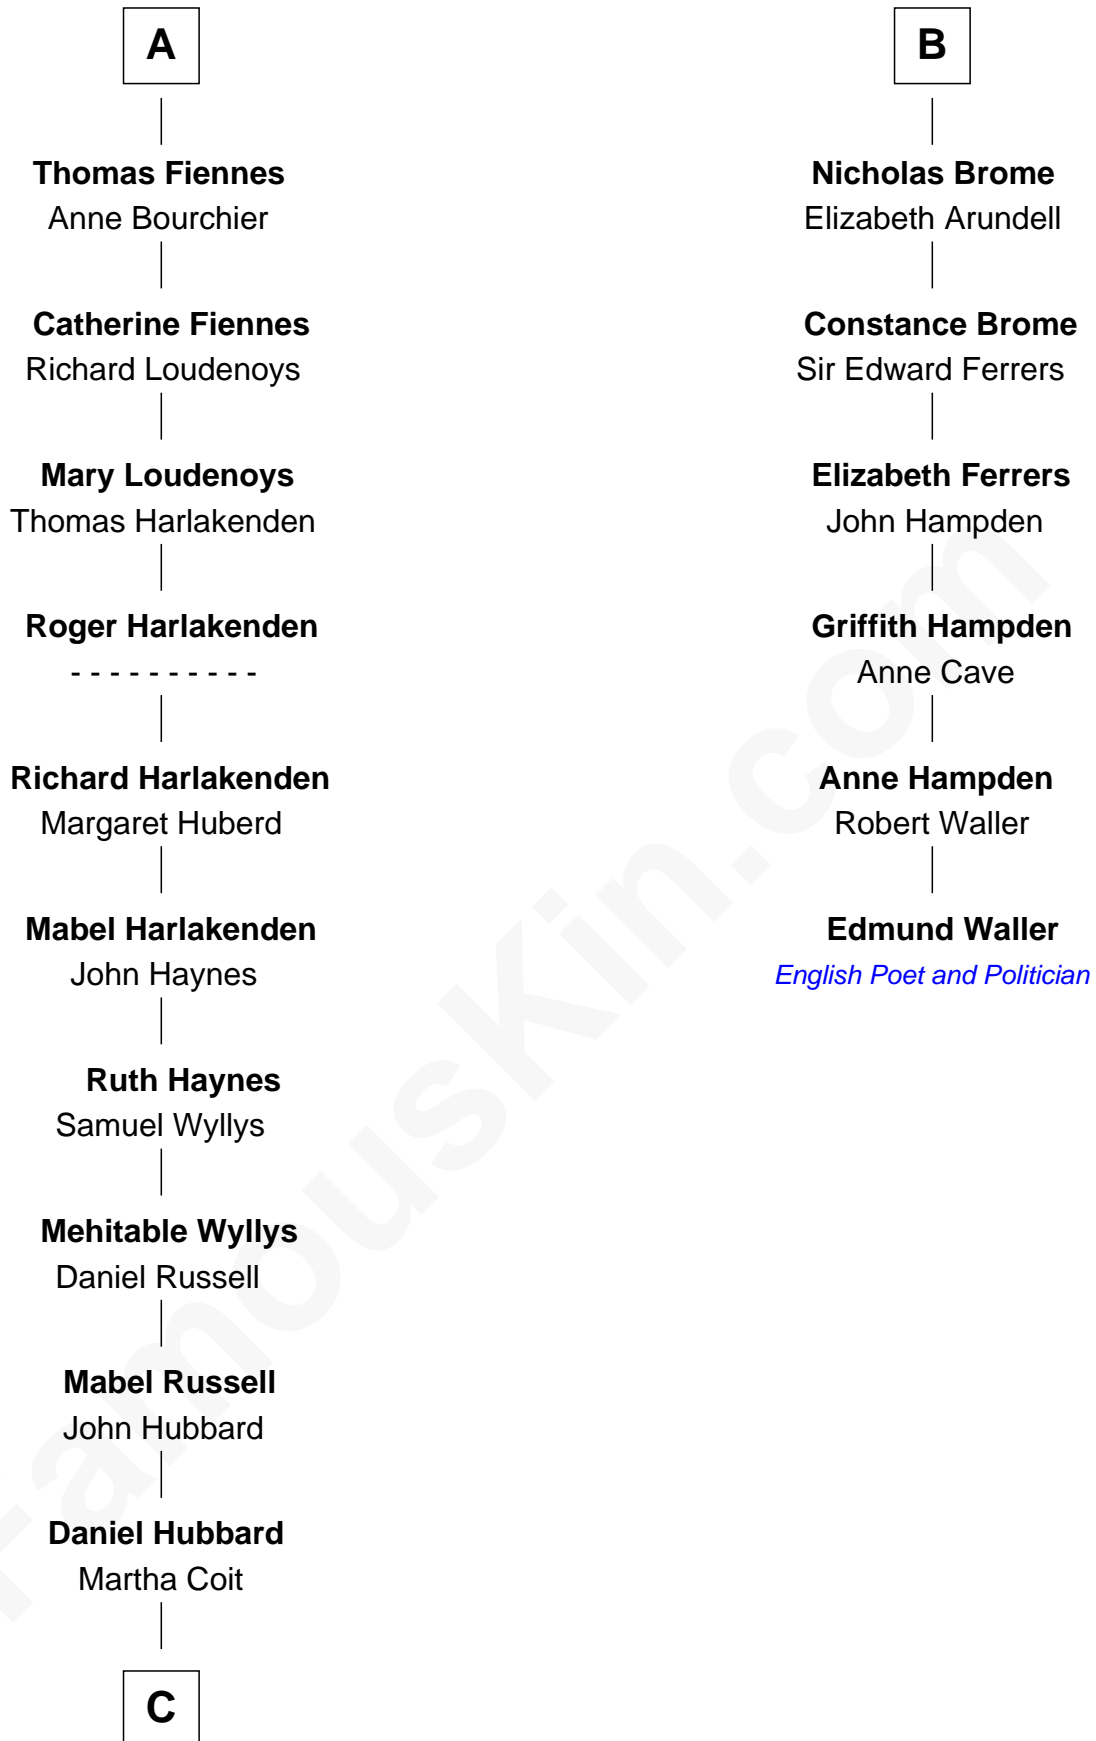 A
Thomas Fiennes
Anne Bourchier
Catherine Fiennes
Richard Loudenoys
Mary Loudenoys
Thomas Harlakenden
Roger Harlakenden
- - - - - - - - - -
Richard Harlakenden
Margaret Huberd
Mabel Harlakenden
John Haynes
Ruth Haynes
Samuel Wyllys
Mehitable Wyllys
Daniel Russell
Mabel Russell
John Hubbard
Daniel Hubbard
Martha Coit
C
B
Nicholas Brome
Elizabeth Arundell
Constance Brome
Sir Edward Ferrers
Elizabeth Ferrers
John Hampden
Griffith Hampden
Anne Cave
Anne Hampden
Robert Waller
Edmund Waller
English Poet and Politician
FamousKin.com